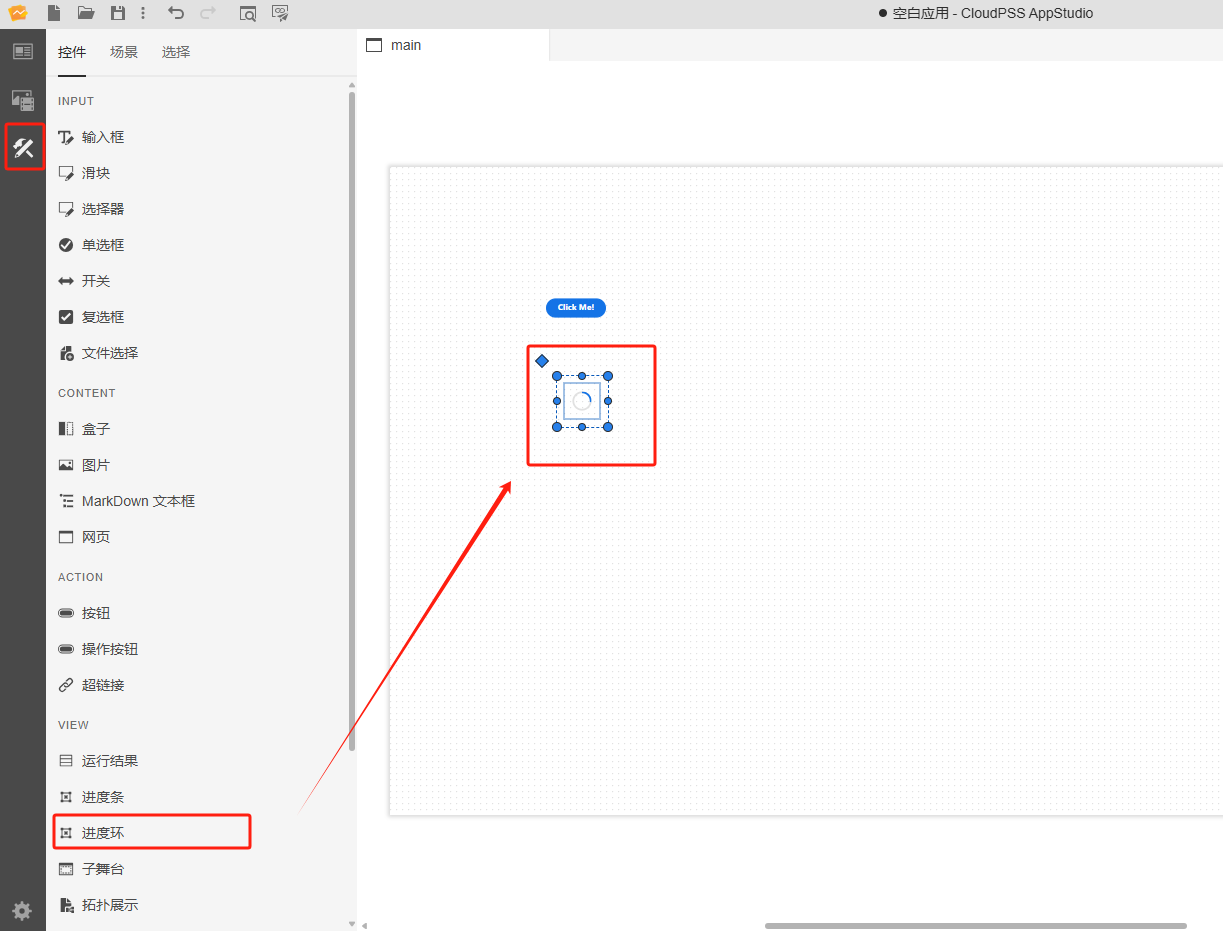 ● 空白应用 - CloudPSS AppStudio
控件 场景 选择
main
INPUT
输入框
滑块
选择器
单选框
开关
复选框
文件选择
CONTENT
盒子
图片
MarkDown 文本框
网页
ACTION
按钮
操作按钮
超链接
VIEW
运行结果
进度条
进度环
子舞台
拓扑展示
Click Me!